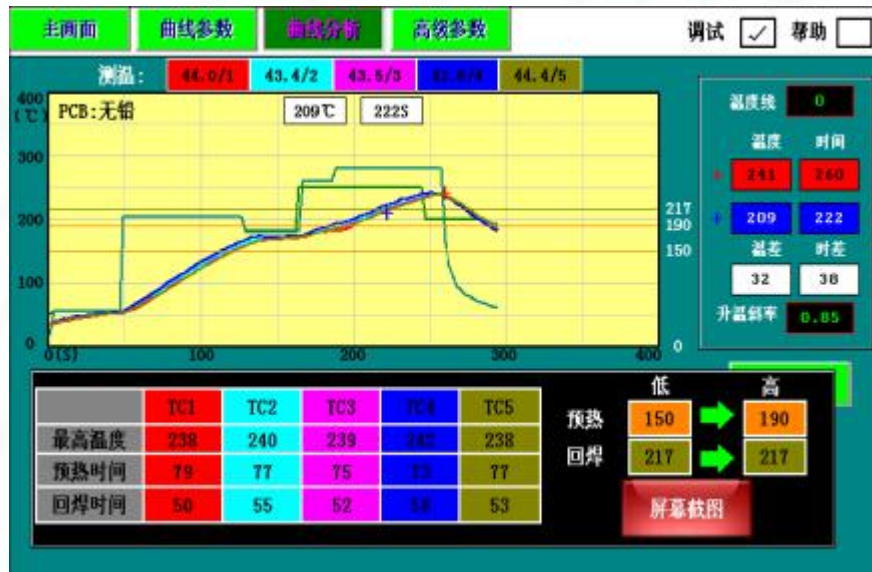 主画面 曲线参数 曲线分析 高级参数 调试 帮助
测温: 44.0/1 43.4/2 43.5/3 44.4/5
400
(℃) PCB:无铅 209℃ 222S
温度线 0
温度 时间
300
241 260
200 217 209 222
190
150 温差 时差
32 38
100
升温斜率 0.85
0 0(S) 100 200 300 400 0
低 高
TC1 TC2 TC3 TC4 TC5 预热 150 190
最高温度 238 240 239 242 238
回焊 217 217
预热时间 79 77 75 73 77
回焊时间 50 55 52 58 53
屏幕截图